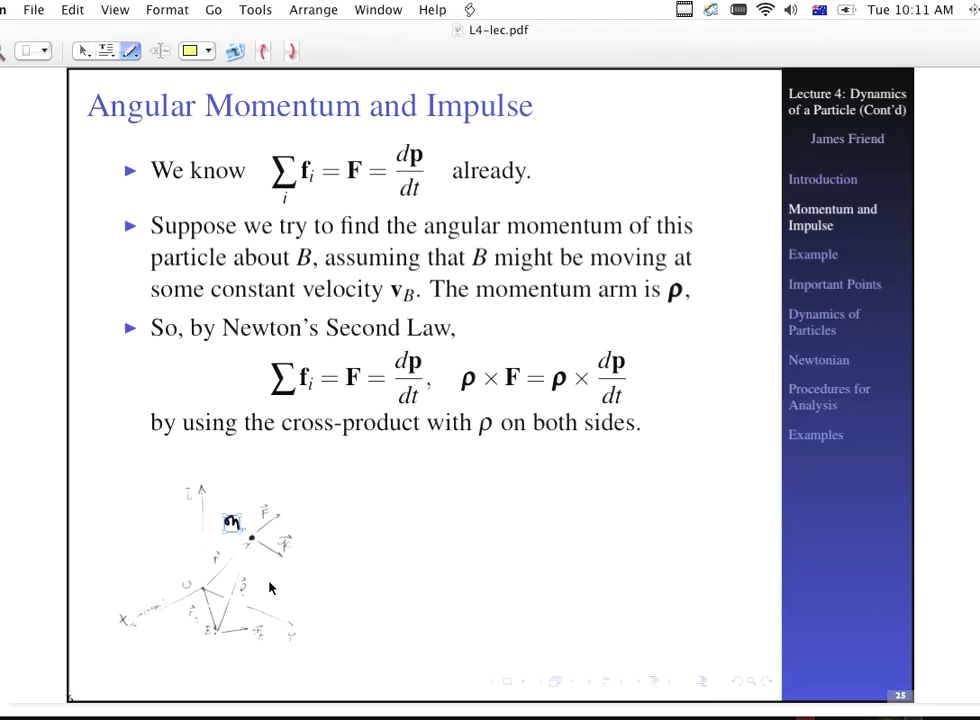 File Edit View Format Go Tools Arrange Window Help
Tue 10:11 AM
L4-lec.pdf
Angular Momentum and Impulse
We know ∑ᵢ fᵢ = F = dp/dt already.
Suppose we try to find the angular momentum of this
particle about B, assuming that B might be moving at
some constant velocity v_B. The momentum arm is ρ,
So, by Newton's Second Law,
∑ fᵢ = F = dp/dt, ρ × F = ρ × dp/dt
by using the cross-product with ρ on both sides.
m
F
r
O
ρ
X
B
Y
Lecture 4: Dynamics
of a Particle (Cont'd)
James Friend
Introduction
Momentum and
Impulse
Example
Important Points
Dynamics of
Particles
Newtonian
Procedures for
Analysis
Examples
25